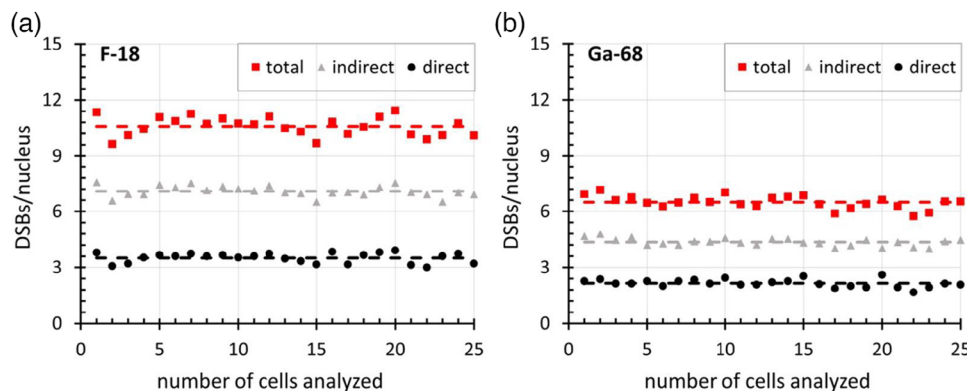 (a)
F-18
total indirect direct
DSBs/nucleus
15
12
9
6
3
0
0 5 10 15 20 25
number of cells analyzed
(b)
Ga-68
total indirect direct
DSBs/nucleus
15
12
9
6
3
0
0 5 10 15 20 25
number of cells analyzed